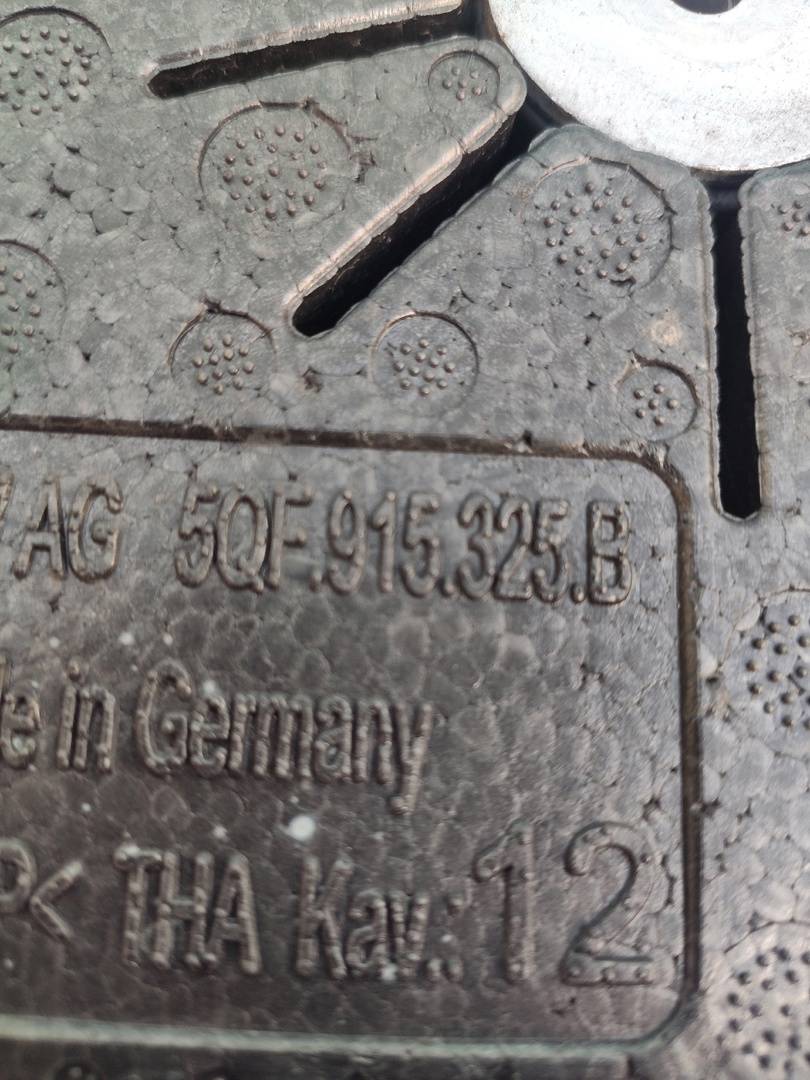 AG 5QF.915.325.B
in Germany
P< THA Kav.: 12